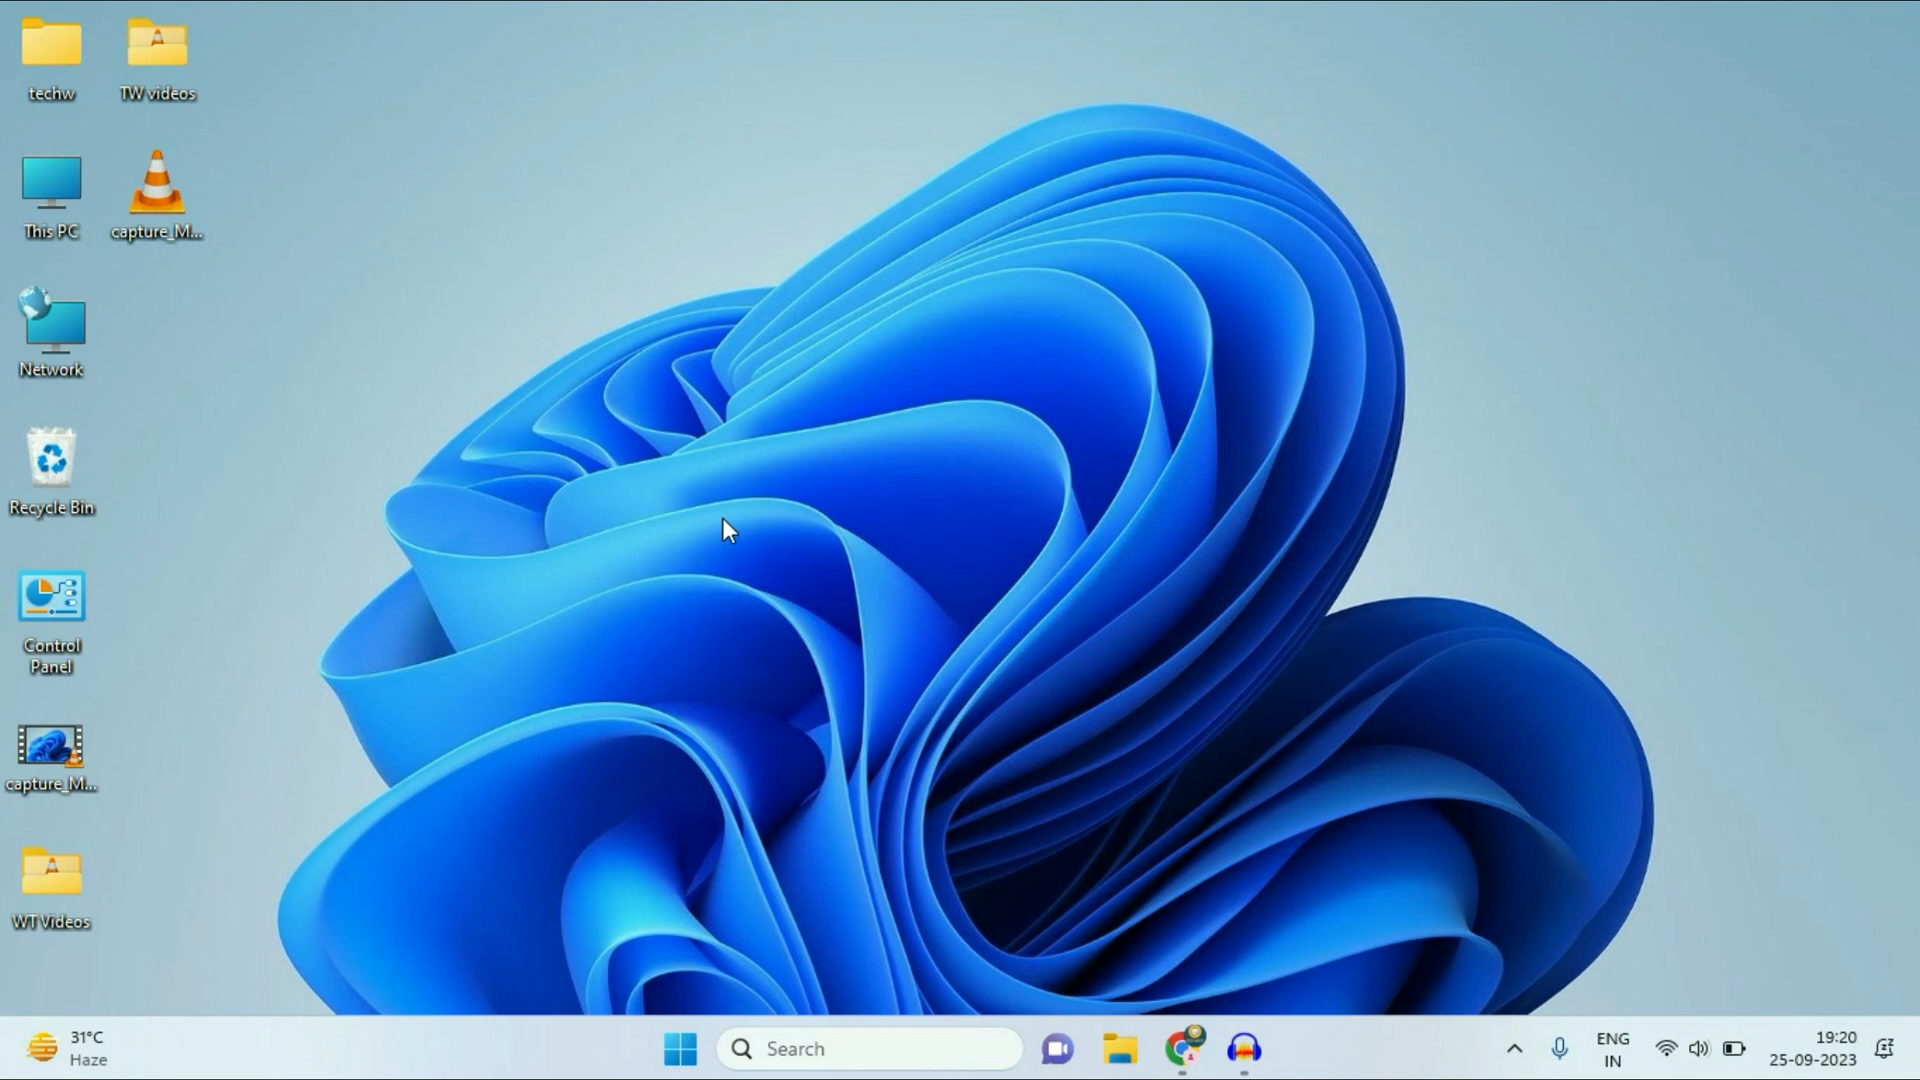 techw
TW videos
This PC
capture_M...
Network
Recycle Bin
Control
Panel
capture_M...
WT Videos
31°C
Haze
Search
ENG
IN
19:20
25-09-2023